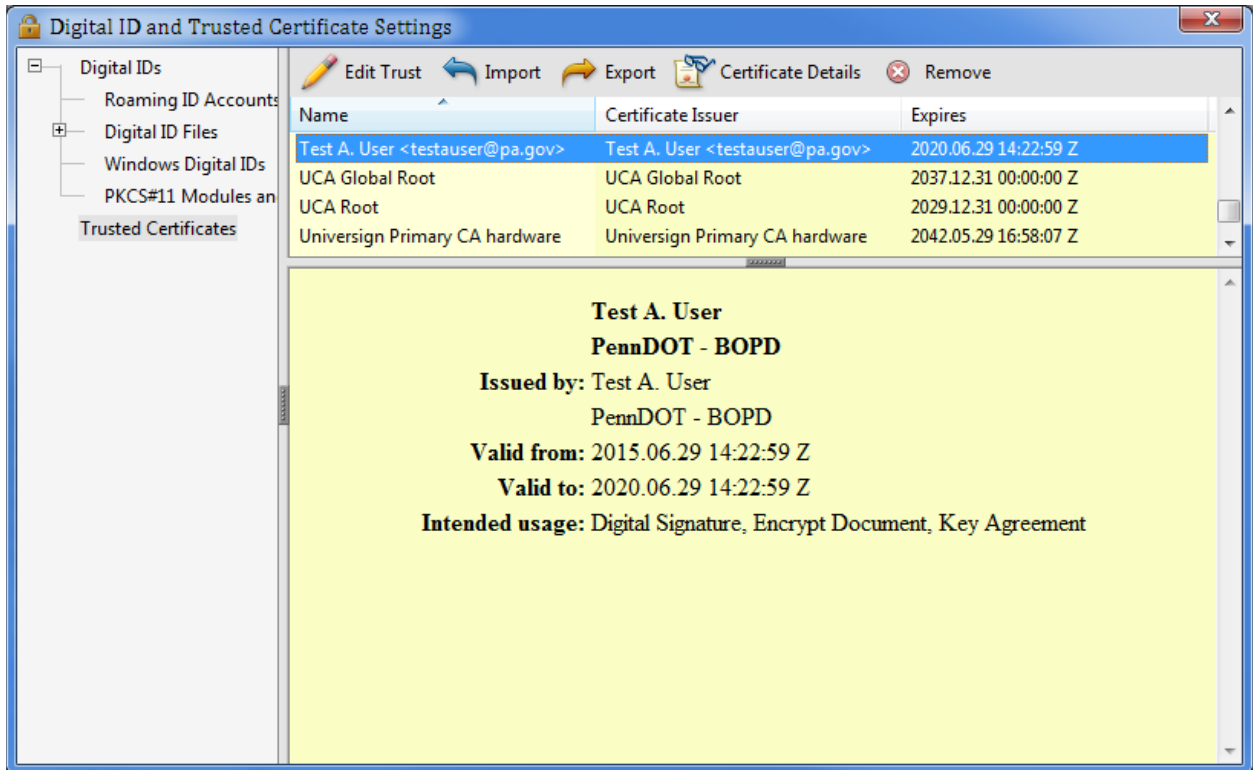 Digital ID and Trusted Certificate Settings
Digital IDs
Roaming ID Accounts
Digital ID Files
Windows Digital IDs
PKCS#11 Modules an
Trusted Certificates
Edit Trust Import Export Certificate Details Remove
Name Certificate Issuer Expires
Test A. User <testauser@pa.gov> Test A. User <testauser@pa.gov> 2020.06.29 14:22:59 Z
UCA Global Root UCA Global Root 2037.12.31 00:00:00 Z
UCA Root UCA Root 2029.12.31 00:00:00 Z
Universign Primary CA hardware Universign Primary CA hardware 2042.05.29 16:58:07 Z
Test A. User
PennDOT - BOPD
Issued by: Test A. User
PennDOT - BOPD
Valid from: 2015.06.29 14:22:59 Z
Valid to: 2020.06.29 14:22:59 Z
Intended usage: Digital Signature, Encrypt Document, Key Agreement